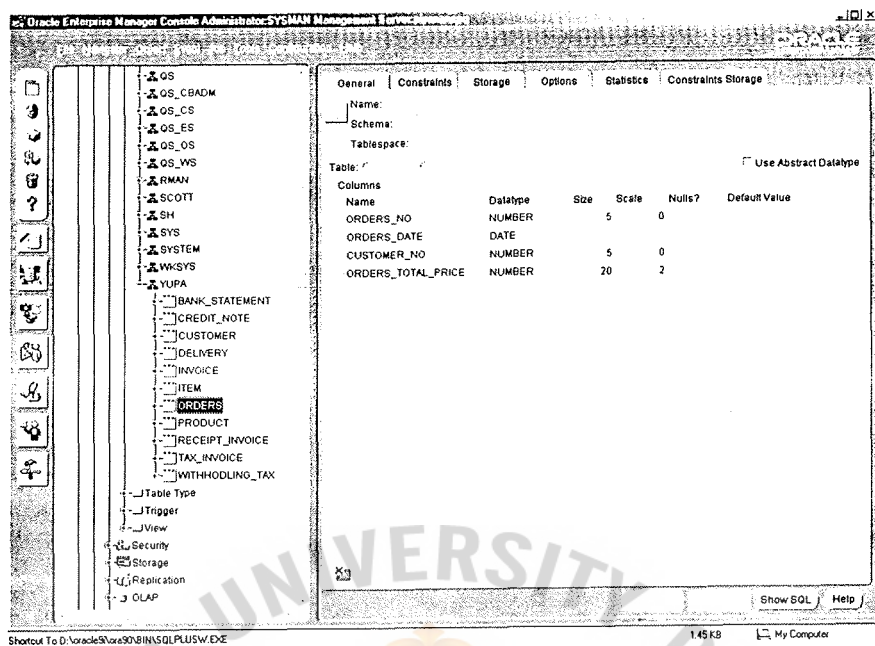 Oracle Enterprise Manager Console Administrator:SYSMAN Management
QS
QS_CBADM
QS_CS
QS_ES
QS_OS
QS_WS
RMAN
SCOTT
SH
SYS
SYSTEM
WKSYS
YUPA
BANK_STATEMENT
CREDIT_NOTE
CUSTOMER
DELIVERY
INVOICE
ITEM
ORDERS
PRODUCT
RECEIPT_INVOICE
TAX_INVOICE
WITHHODLING_TAX
Table Type
Trigger
View
Security
Storage
Replication
OLAP
General Constraints Storage Options Statistics Constraints Storage
Name:
Schema:
Tablespace:
Table:
Use Abstract Datatype
Columns
Name Datatype Size Scale Nulls? Default Value
ORDERS_NO NUMBER 5 0
ORDERS_DATE DATE
CUSTOMER_NO NUMBER 5 0
ORDERS_TOTAL_PRICE NUMBER 20 2
UNIVERSITY
Show SQL Help
Shortcut To D:\oracle9i\ora90\BIN\SQLPLUSW.EXE 1.45 KB My Computer